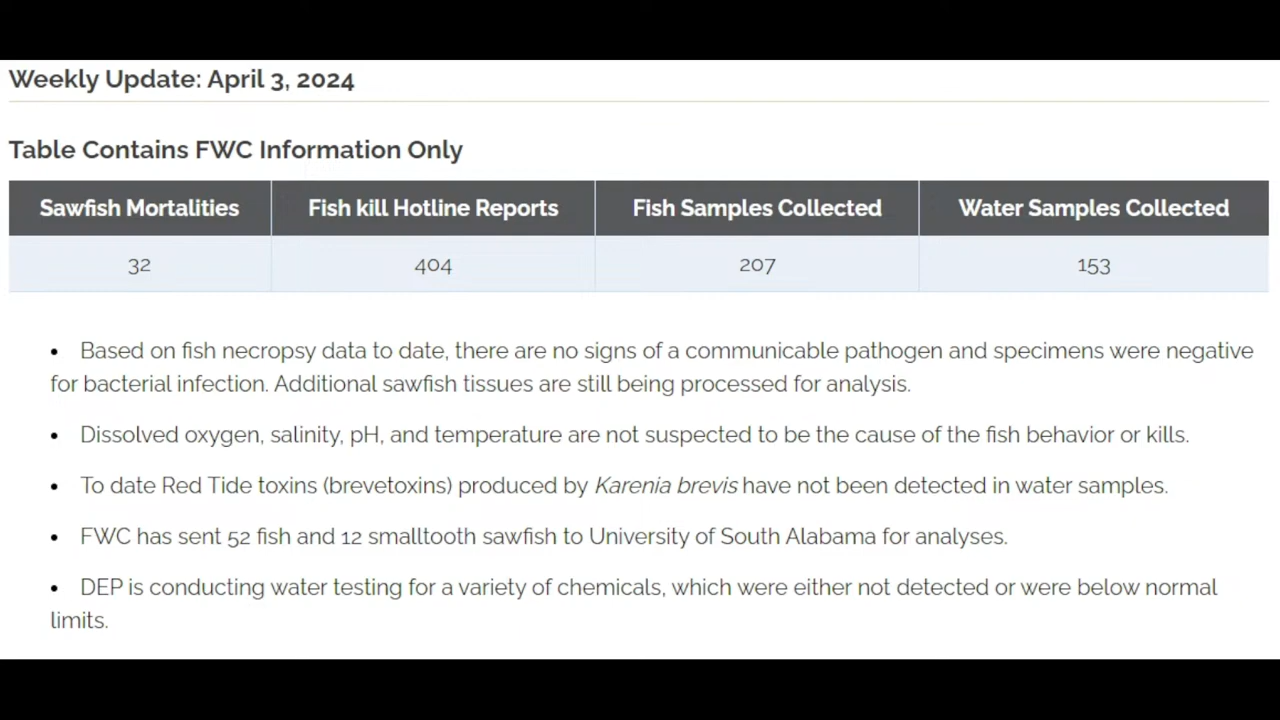 Weekly Update: April 3, 2024
Table Contains FWC Information Only
Sawfish Mortalities Fish kill Hotline Reports Fish Samples Collected Water Samples Collected
32 404 207 153
• Based on fish necropsy data to date, there are no signs of a communicable pathogen and specimens were negative
for bacterial infection. Additional sawfish tissues are still being processed for analysis.
• Dissolved oxygen, salinity, pH, and temperature are not suspected to be the cause of the fish behavior or kills.
• To date Red Tide toxins (brevetoxins) produced by Karenia brevis have not been detected in water samples.
• FWC has sent 52 fish and 12 smalltooth sawfish to University of South Alabama for analyses.
• DEP is conducting water testing for a variety of chemicals, which were either not detected or were below normal
limits.